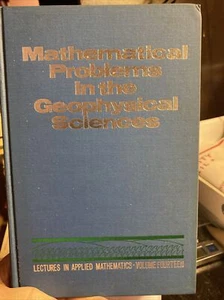 Mathematical
Problems
in the
Geophysical
Sciences
LECTURES IN APPLIED MATHEMATICS · VOLUME FOURTEEN